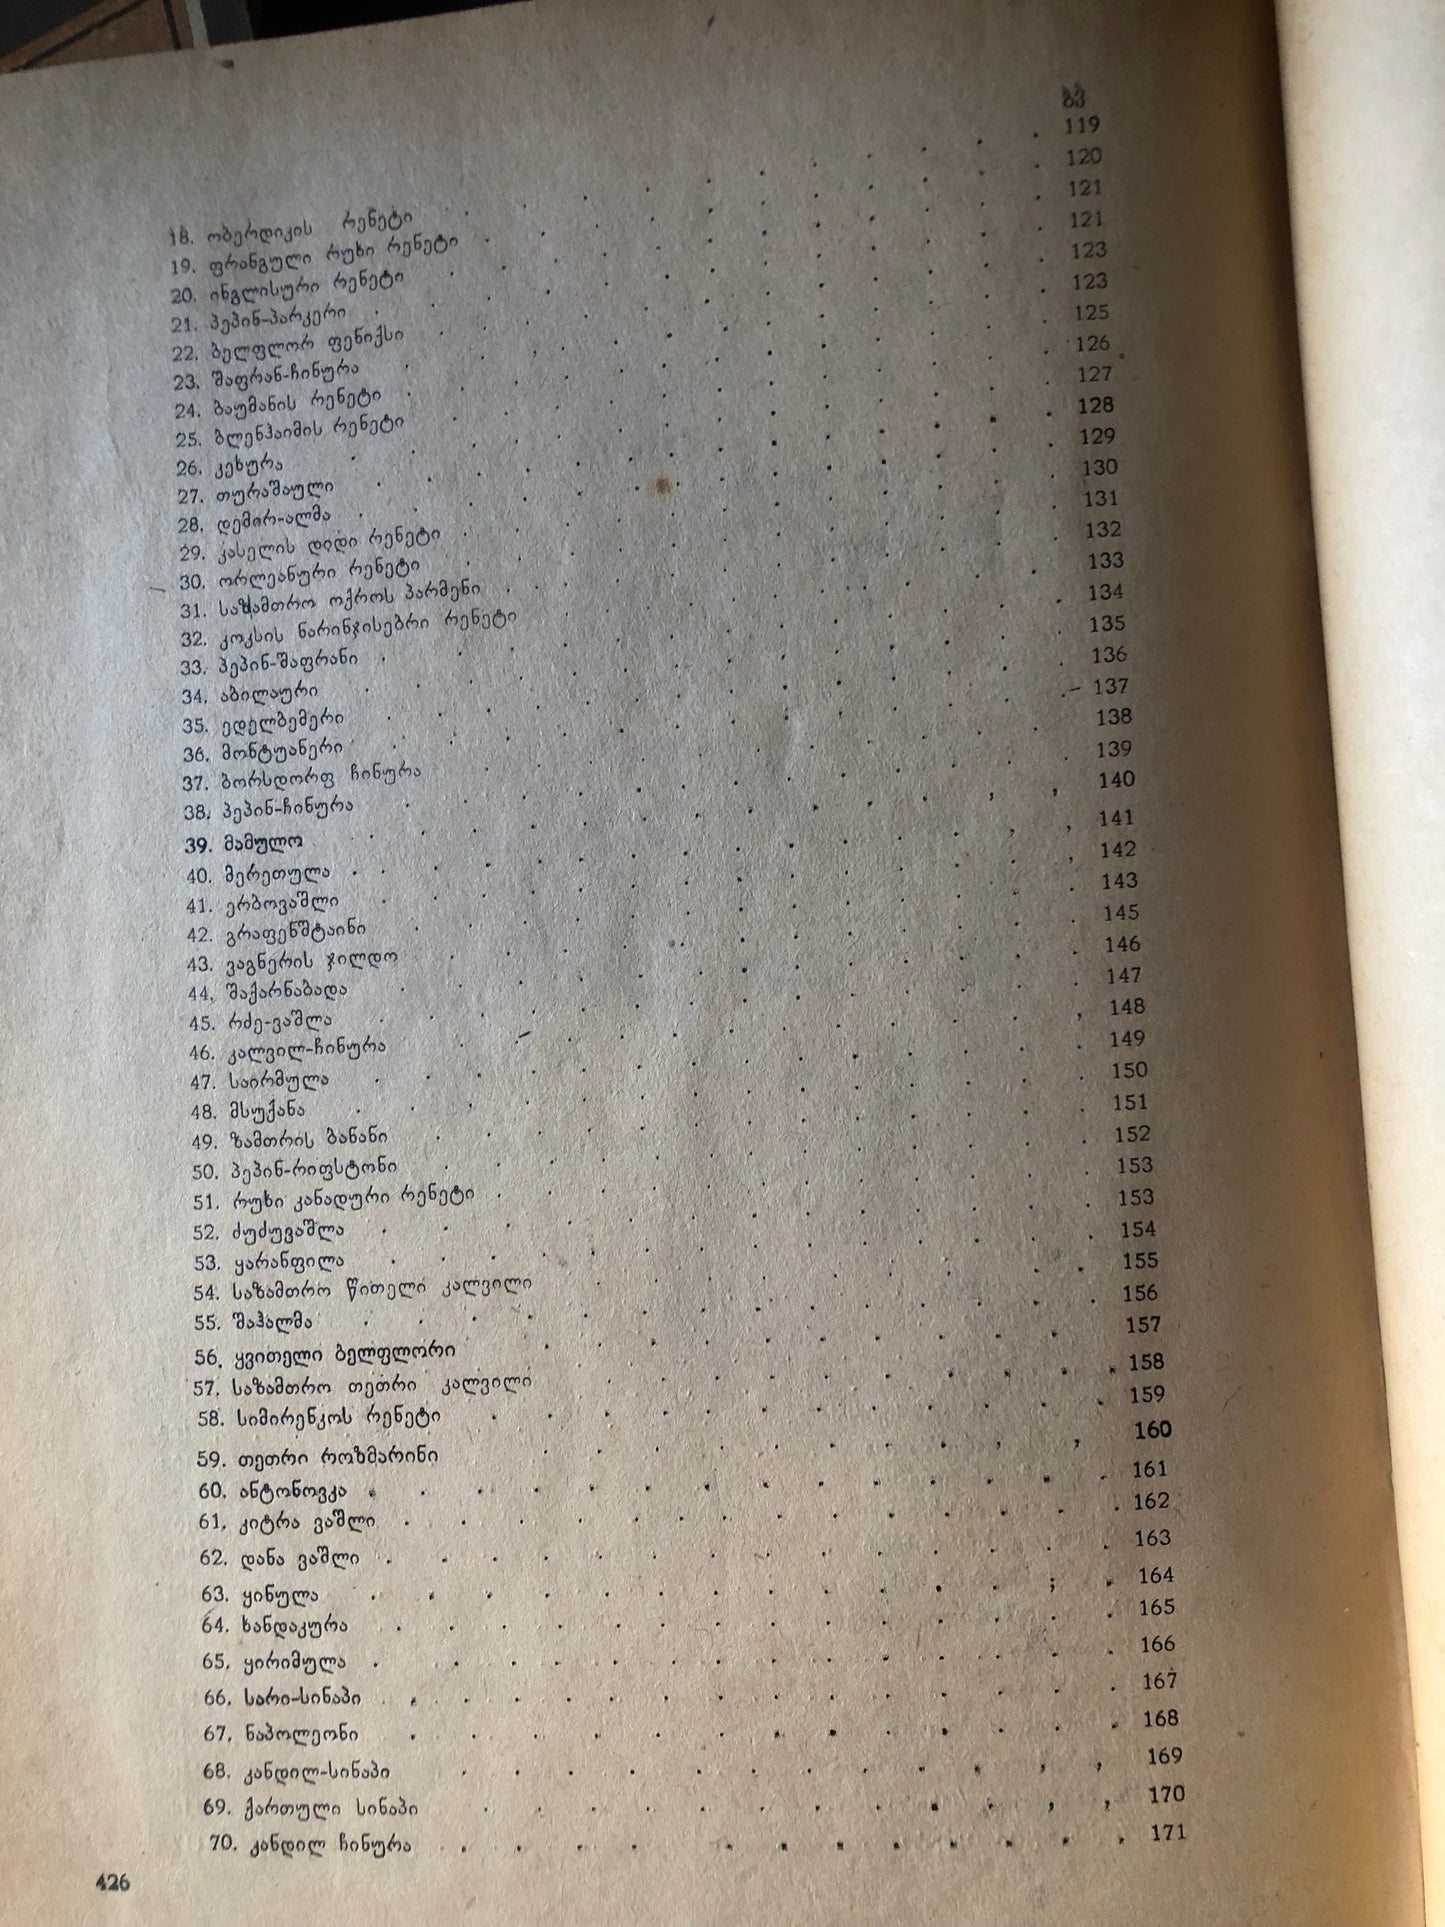 გვ
18. ობერდიკის რენეტი . . . . . . . . . . 119
19. ფრანგული რუხი რენეტი . . . . . . . . . . 120
20. ინგლისური რენეტი . . . . . . . . . . 121
21. პეპინ-პარკერი . . . . . . . . . . 121
22. ბელფლორ ფენიქსი . . . . . . . . . . 123
23. შაფრან-ჩინურა . . . . . . . . . . 123
24. ბაუმანის რენეტი . . . . . . . . . . 125
25. ბლენჰაიმის რენეტი . . . . . . . . . . 126
26. კეხურა . . . . . . . . . . 127
27. თურაშაული . . . . . . . . . . 128
28. დემირ-ალმა . . . . . . . . . . 129
29. კასელის დიდი რენეტი . . . . . . . . . . 130
30. ორლეანური რენეტი . . . . . . . . . . 131
31. საზამთრო ოქროს პარმენი . . . . . . . . . . 132
32. კოკსის ნარინჯისებრი რენეტი . . . . . . . . . . 133
33. პეპინ-შაფრანი . . . . . . . . . . 134
34. აბილაური . . . . . . . . . . 135
35. ედელბემერი . . . . . . . . . . 136
36. მონტუანერი . . . . . . . . . . 137
37. ბორსდორფ ჩინურა . . . . . . . . . . 138
38. პეპინ-ჩინურა . . . . . . . . . . 139
39. მამულო . . . . . . . . . . 140
40. მერეთულა . . . . . . . . . . 141
41. ერბოვაშლი . . . . . . . . . . 142
42. გრაფენშტაინი . . . . . . . . . . 143
43. ვაგნერის ჯილდო . . . . . . . . . . 145
44. შაქარნაბადა . . . . . . . . . . 146
45. რძე-ვაშლა . . . . . . . . . . 147
46. კალვილ-ჩინურა . . . . . . . . . . 148
47. საირმულა . . . . . . . . . . 149
48. მსუქანა . . . . . . . . . . 150
49. ზამთრის ბანანი . . . . . . . . . . 151
50. პეპინ-რიფსტონი . . . . . . . . . . 152
51. რუხი კანადური რენეტი . . . . . . . . . . 153
52. ძუძუვაშლა . . . . . . . . . . 153
53. ყარანფილა . . . . . . . . . . 154
54. საზამთრო წითელი კალვილი . . . . . . . . . . 155
55. შაჰალმა . . . . . . . . . . 156
56. ყვითელი ბელფლორი . . . . . . . . . . 157
57. საზამთრო თეთრი კალვილი . . . . . . . . . . 158
58. სიმირენკოს რენეტი . . . . . . . . . . 159
59. თეთრი როზმარინი . . . . . . . . . . 160
60. ანტონოვკა . . . . . . . . . . 161
61. კიტრა ვაშლი . . . . . . . . . . 162
62. დანა ვაშლი . . . . . . . . . . 163
63. ყინულა . . . . . . . . . . 164
64. ხანდაკურა . . . . . . . . . . 165
65. ყირიმულა . . . . . . . . . . 166
66. სარი-სინაპი . . . . . . . . . . 167
67. ნაპოლეონი . . . . . . . . . . 168
68. კანდილ-სინაპი . . . . . . . . . . 169
69. ქართული სინაპი . . . . . . . . . . 170
70. კანდილ ჩინურა . . . . . . . . . . 171
426